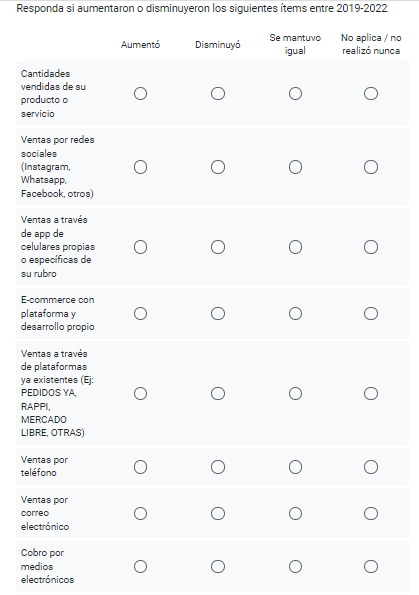 Responda si aumentaron o disminuyeron los siguientes ítems entre 2019-2022
Aumentó
Disminuyó
Se mantuvo
igual
No aplica / no
realizó nunca
Cantidades
vendidas de su
producto o
servicio
Ventas por redes
sociales
(Instagram,
Whatsapp,
Facebook, otros)
Ventas a través
de app de
celulares propias
o específicas de
su rubro
E-commerce con
plataforma y
desarrollo propio
Ventas a través
de plataformas
ya existentes (Ej:
PEDIDOS YA,
RAPPI,
MERCADO
LIBRE, OTRAS)
Ventas por
teléfono
Ventas por
correo
electrónico
Cobro por
medios
electrónicos